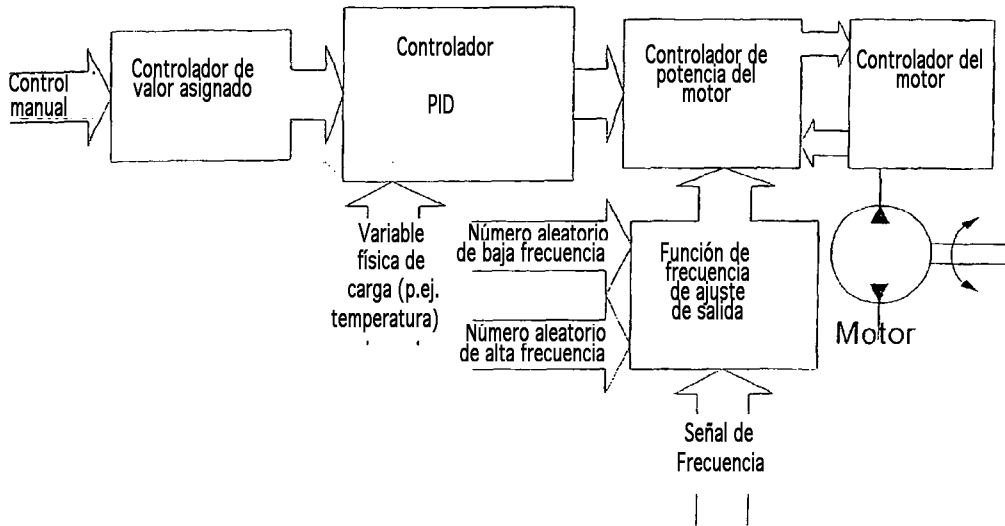 Control
manual
Controlador de
valor asignado
Controlador
PID
Controlador de
potencia del
motor
Controlador del
motor
Variable
física de
carga (p.ej.
temperatura)
Número aleatorio
de baja frecuencia
Número aleatorio
de alta frecuencia
Función de
frecuencia
de ajuste
de salida
Motor
Señal de
Frecuencia